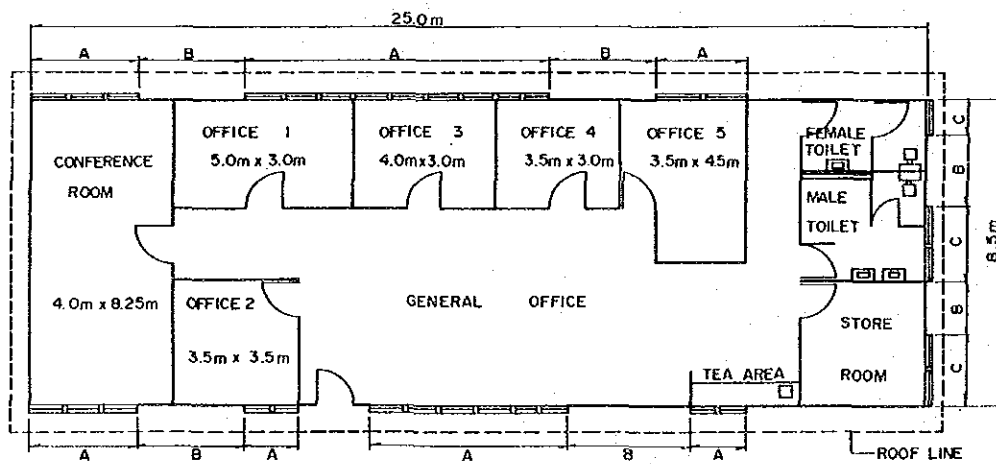 25.0m
A
B
A
B
A
OFFICE 1
5.0m x 3.0m
OFFICE 3
4.0m x 3.0m
OFFICE 4
3.5m x 3.0m
OFFICE 5
3.5m x 4.5m
FEMALE
TOILET
CONFERENCE
ROOM
MALE
TOILET
C
B
C
B
C
8.5m
4.0m x 8.25m
OFFICE 2
3.5m x 3.5m
GENERAL OFFICE
STORE
ROOM
TEA AREA
A
B
A
A
B
A
ROOF LINE